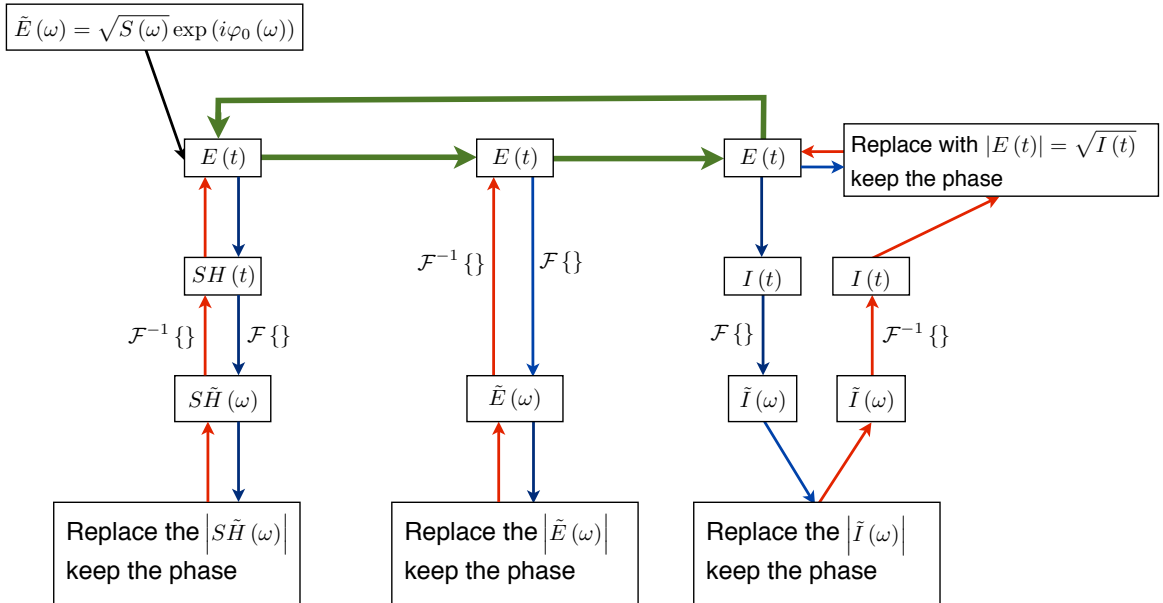 Ẽ (ω) = √S (ω) exp (iφ₀ (ω))
E (t)
E (t)
E (t)
Replace with |E (t)| = √I (t)
keep the phase
SH (t)
I (t)
I (t)
F⁻¹ {}
F {}
F⁻¹ {}
F {}
F {}
F⁻¹ {}
SH̃ (ω)
Ẽ (ω)
Ĩ (ω)
Ĩ (ω)
Replace the |SH̃ (ω)|
keep the phase
Replace the |Ẽ (ω)|
keep the phase
Replace the |Ĩ (ω)|
keep the phase